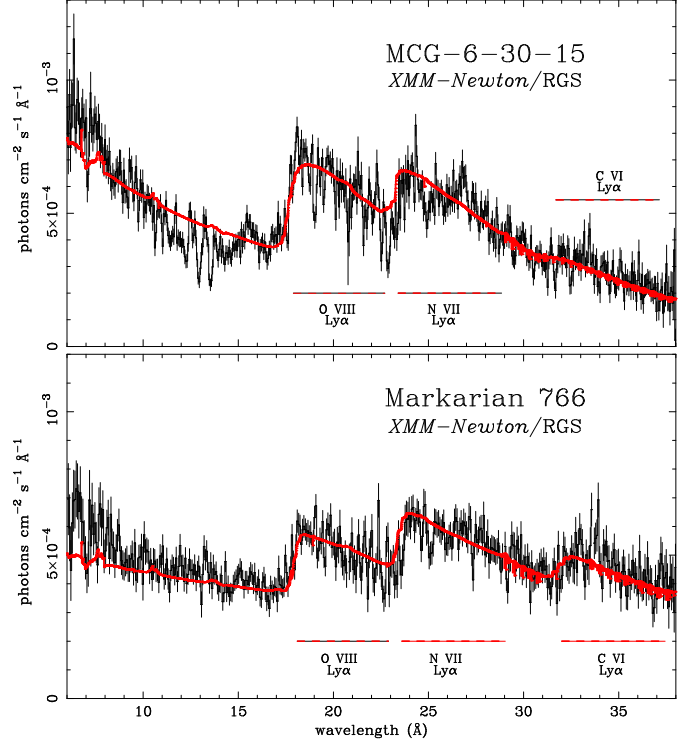 MCG–6–30–15
XMM–Newton/RGS
photons cm⁻² s⁻¹ Å⁻¹
10⁻³
5×10⁻⁴
0
C VI
Lyα
O VIII
Lyα
N VII
Lyα
Markarian 766
XMM–Newton/RGS
photons cm⁻² s⁻¹ Å⁻¹
10⁻³
5×10⁻⁴
0
O VIII
Lyα
N VII
Lyα
C VI
Lyα
10 15 20 25 30 35
wavelength (Å)